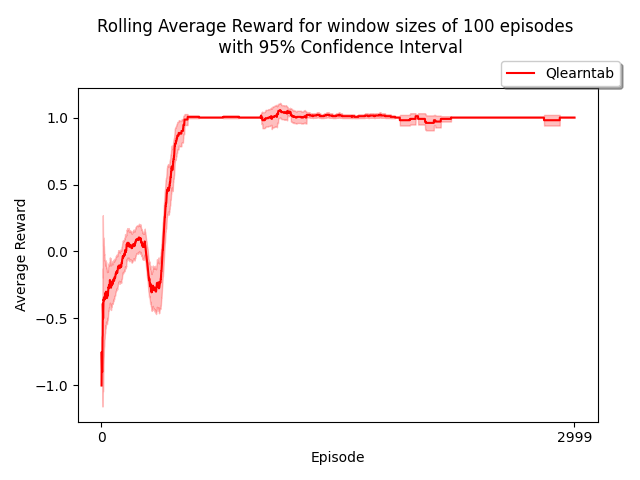 Rolling Average Reward for window sizes of 100 episodes
with 95% Confidence Interval
Qlearntab
1.0
0.5
0.0
−0.5
−1.0
Average Reward
0
2999
Episode